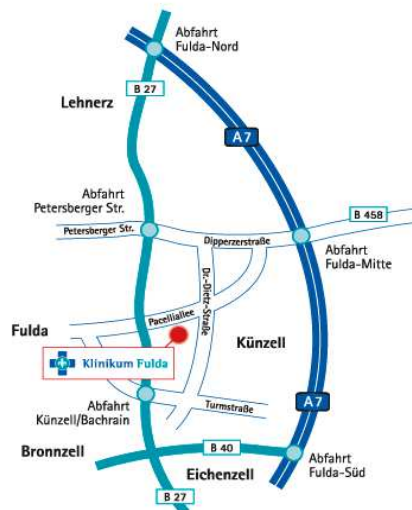 Abfahrt
Fulda-Nord
B 27
Lehnerz
A7
Abfahrt
Petersberger Str.
B 458
Petersberger Str.
Dipperzerstraße
Abfahrt
Fulda-Mitte
Dr.-Dietz-Straße
Pacelliallee
Fulda
Künzell
Klinikum Fulda
Abfahrt
Künzell/Bachrain
Turmstraße
A7
Bronnzell
B 40
Abfahrt
Fulda-Süd
Eichenzell
B 27